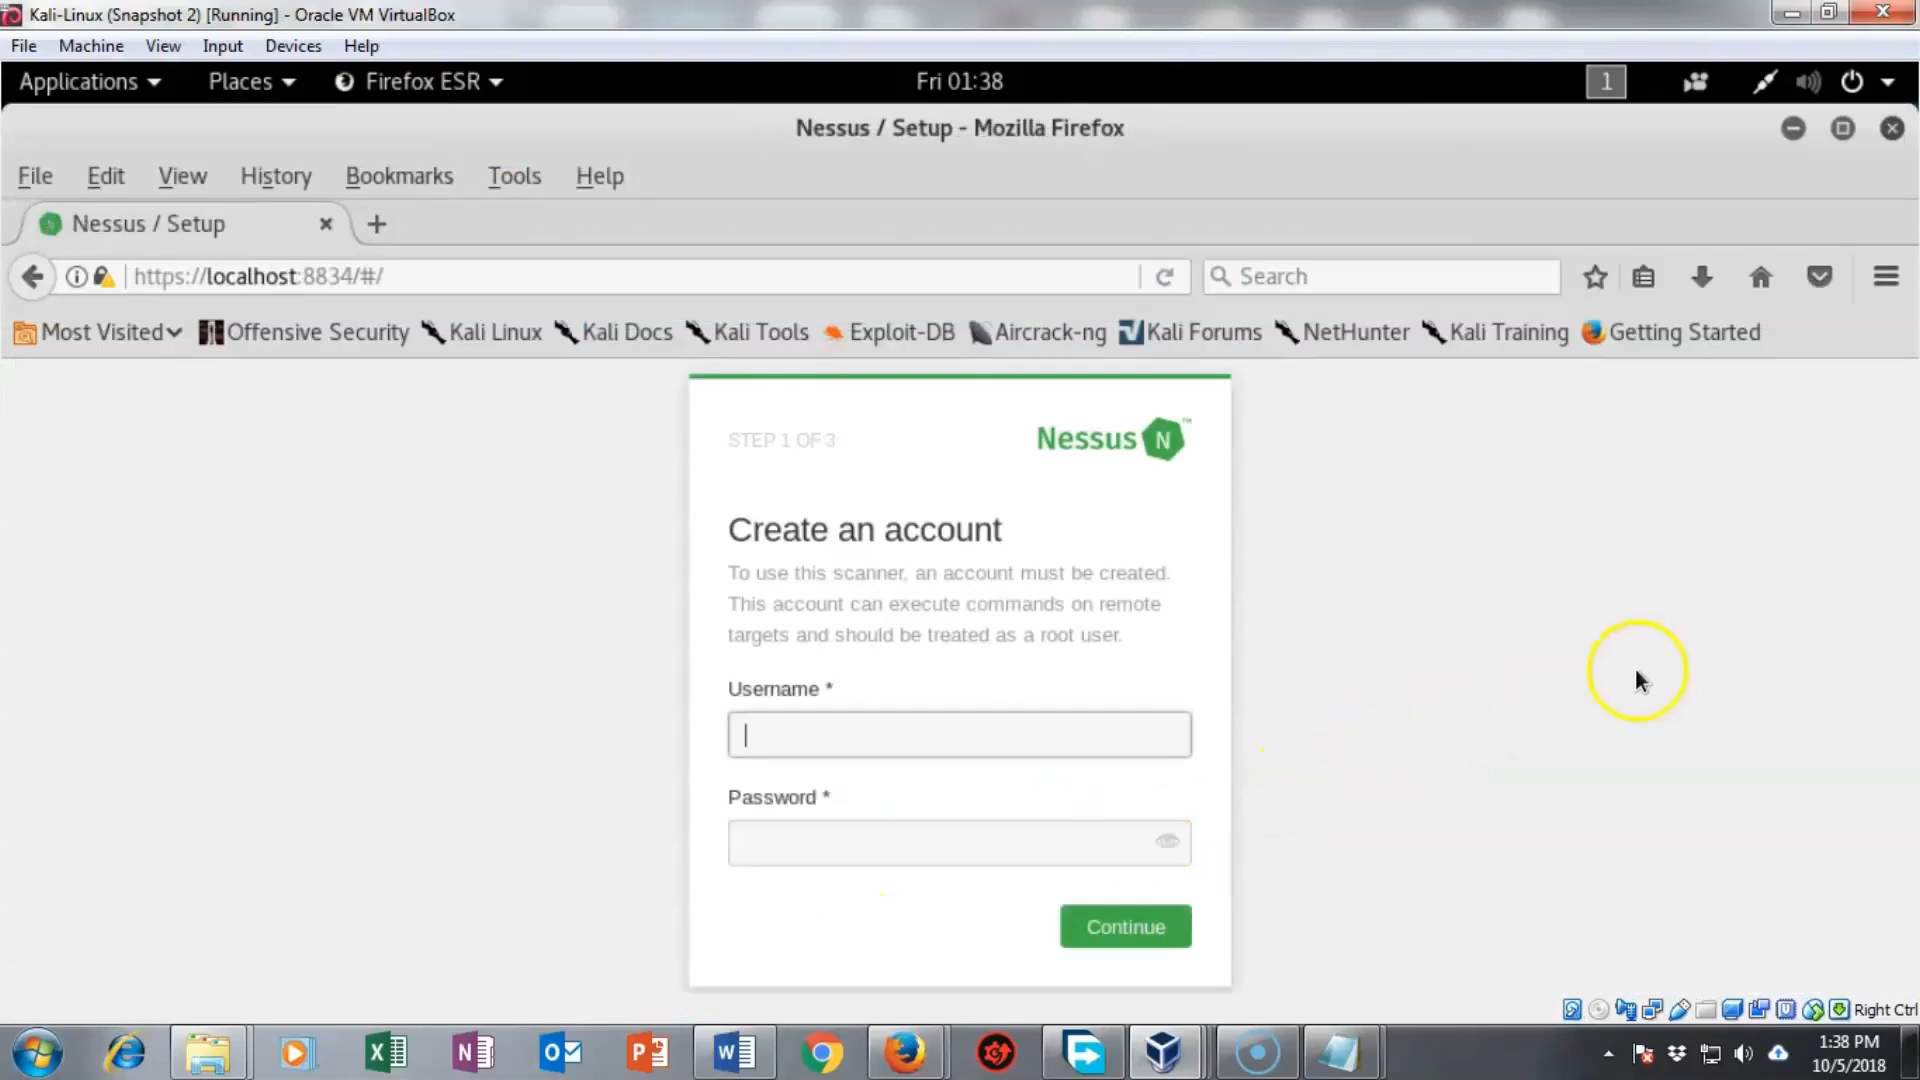 Kali-Linux (Snapshot 2) [Running] - Oracle VM VirtualBox
File Machine View Input Devices Help
Applications Places Firefox ESR Fri 01:38 1
Nessus / Setup - Mozilla Firefox
File Edit View History Bookmarks Tools Help
Nessus / Setup
https://localhost:8834/#/ Search
Most Visited Offensive Security Kali Linux Kali Docs Kali Tools Exploit-DB Aircrack-ng Kali Forums NetHunter Kali Training Getting Started
STEP 1 OF 3 Nessus N ™
Create an account
To use this scanner, an account must be created.
This account can execute commands on remote
targets and should be treated as a root user.
Username *
Password *
Continue
Right Ctrl
1:38 PM
10/5/2018